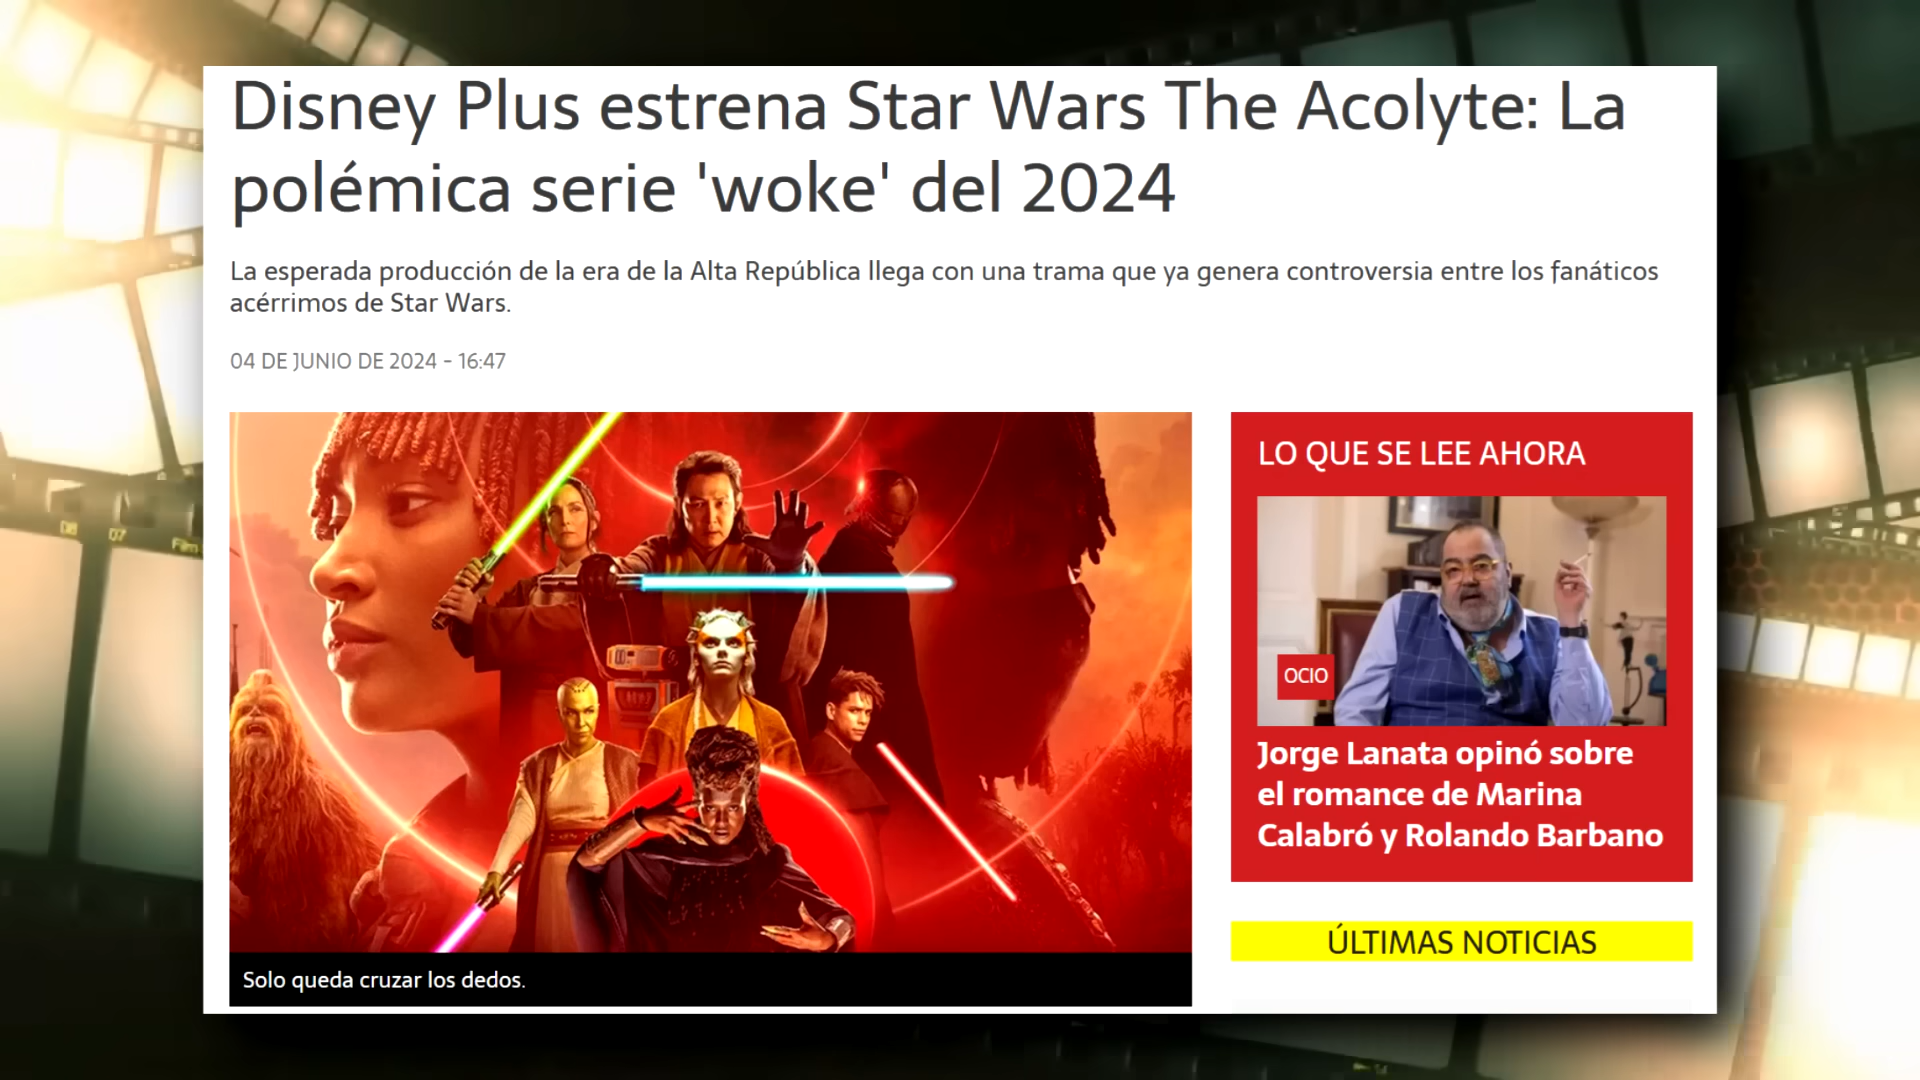 Disney Plus estrena Star Wars The Acolyte: La
polémica serie 'woke' del 2024
La esperada producción de la era de la Alta República llega con una trama que ya genera controversia entre los fanáticos
acérrimos de Star Wars.
04 DE JUNIO DE 2024 - 16:47
Solo queda cruzar los dedos.
LO QUE SE LEE AHORA
OCIO
Jorge Lanata opinó sobre
el romance de Marina
Calabró y Rolando Barbano
ÚLTIMAS NOTICIAS
07